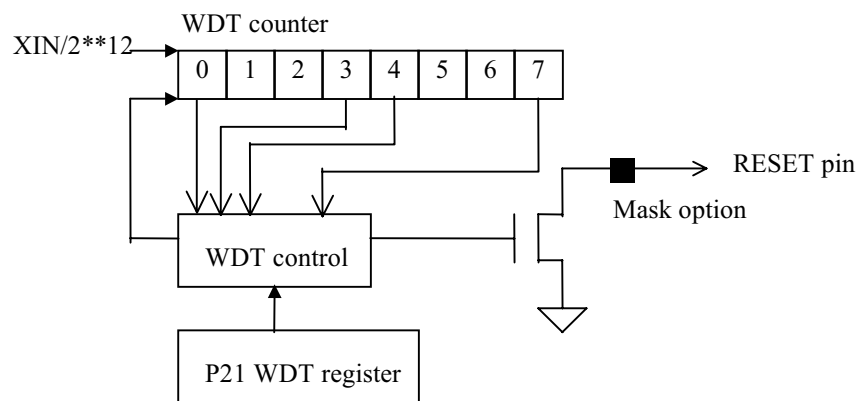 WDT counter
XIN/2**12
0 1 2 3 4 5 6 7
RESET pin
Mask option
WDT control
P21 WDT register